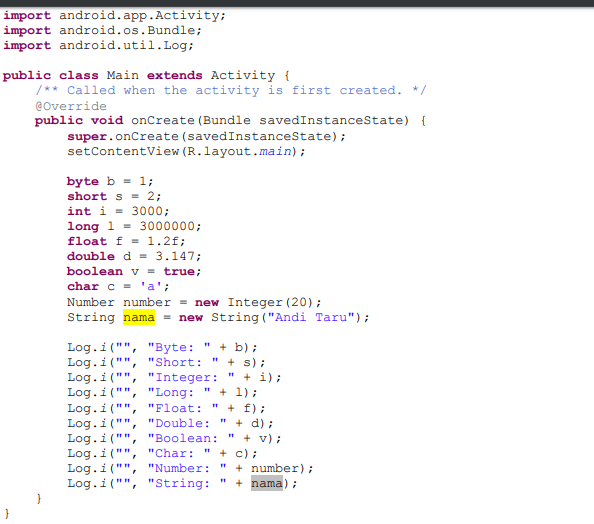 import android.app.Activity;
import android.os.Bundle;
import android.util.Log;
public class Main extends Activity {
/** Called when the activity is first created. */
@Override
public void onCreate(Bundle savedInstanceState) {
super.onCreate(savedInstanceState);
setContentView(R.layout.main);
byte b = 1;
short s = 2;
int i = 3000;
long l = 3000000;
float f = 1.2f;
double d = 3.147;
boolean v = true;
char c = 'a';
Number number = new Integer(20);
String nama = new String("Andi Taru");
Log.i("", "Byte: " + b);
Log.i("", "Short: " + s);
Log.i("", "Integer: " + i);
Log.i("", "Long: " + l);
Log.i("", "Float: " + f);
Log.i("", "Double: " + d);
Log.i("", "Boolean: " + v);
Log.i("", "Char: " + c);
Log.i("", "Number: " + number);
Log.i("", "String: " + nama);
}
}